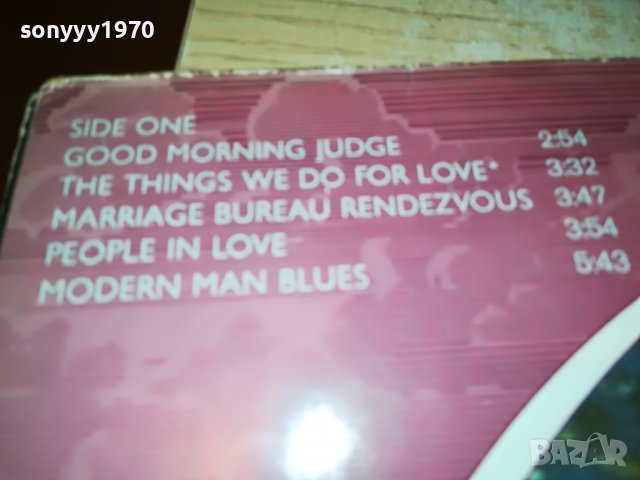 sonyyy1970
SIDE ONE
GOOD MORNING JUDGE 2:54
THE THINGS WE DO FOR LOVE* 3:32
MARRIAGE BUREAU RENDEZVOUS 3:47
PEOPLE IN LOVE 3:54
MODERN MAN BLUES 5:43
BAZAR